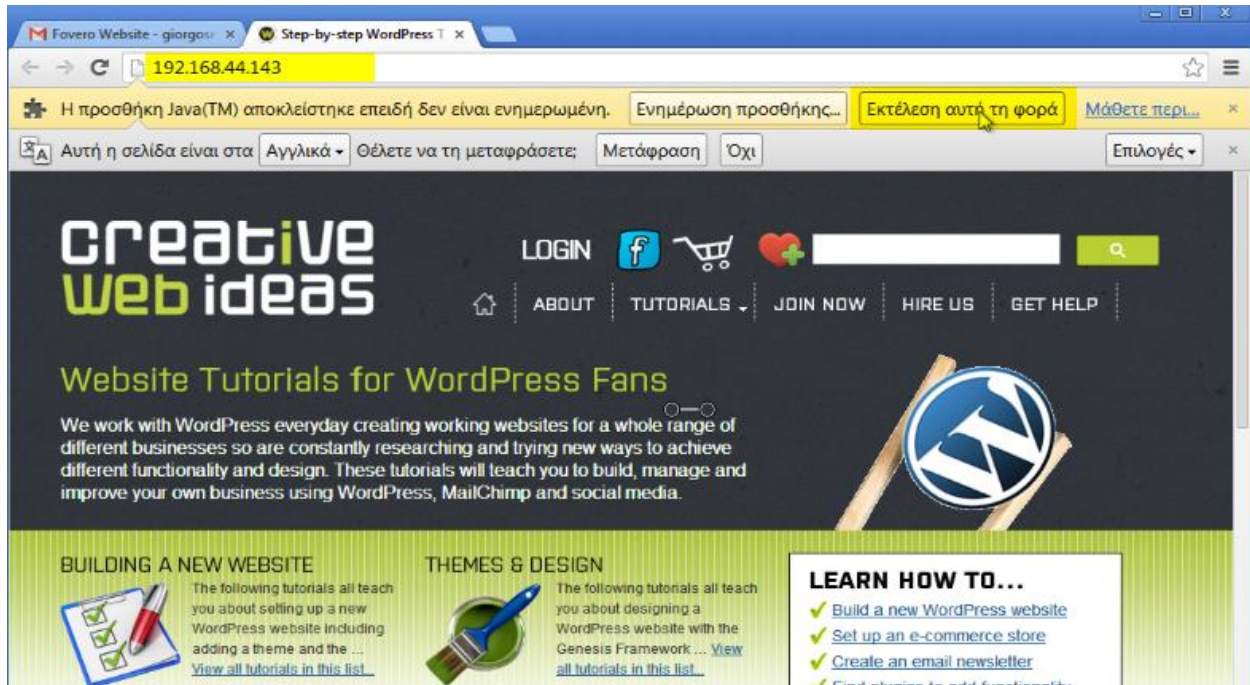 Fovero Website - giorgos
Step-by-step WordPress T
192.168.44.143
Η προσθήκη Java(TM) αποκλείστηκε επειδή δεν είναι ενημερωμένη. Ενημέρωση προσθήκης... Εκτέλεση αυτή τη φορά Μάθετε περι...
Αυτή η σελίδα είναι στα Αγγλικά Θέλετε να τη μεταφράσετε; Μετάφραση Όχι Επιλογές
creative
web ideas
LOGIN
ABOUT TUTORIALS JOIN NOW HIRE US GET HELP
Website Tutorials for WordPress Fans
We work with WordPress everyday creating working websites for a whole range of
different businesses so are constantly researching and trying new ways to achieve
different functionality and design. These tutorials will teach you to build, manage and
improve your own business using WordPress, MailChimp and social media.
BUILDING A NEW WEBSITE
The following tutorials all teach
you about setting up a new
WordPress website including
adding a theme and the ...
View all tutorials in this list...
THEMES & DESIGN
The following tutorials all teach
you about designing a
WordPress website with the
Genesis Framework ... View
all tutorials in this list...
LEARN HOW TO...
Build a new WordPress website
Set up an e-commerce store
Create an email newsletter
Find plugins to add functionality